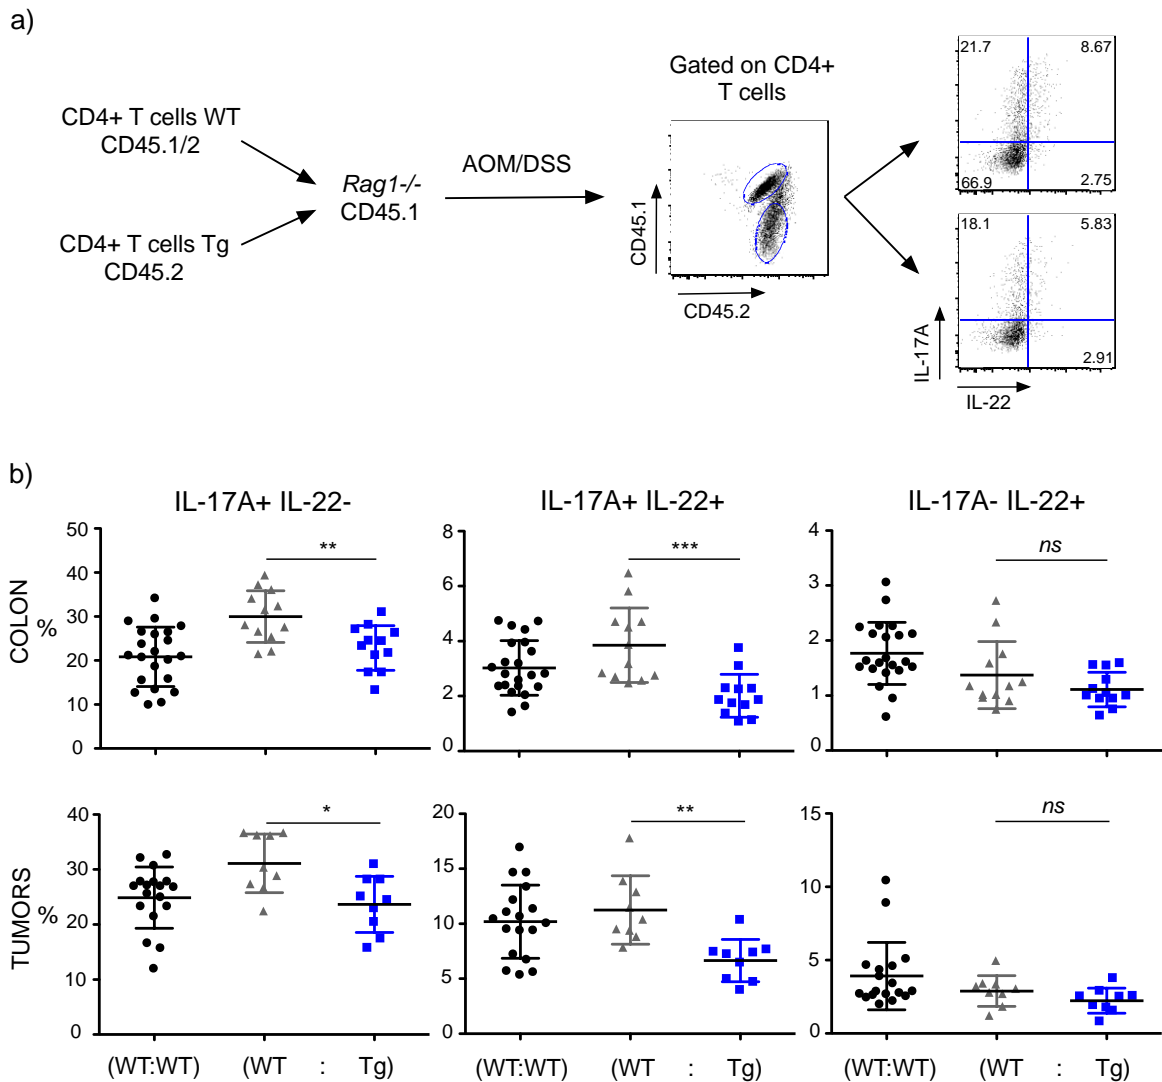 a)
Gated on CD4+
T cells
CD4+ T cells WT
CD45.1/2
CD4+ T cells Tg
CD45.2
Rag1-/-
CD45.1
AOM/DSS
CD45.1
CD45.2
21.7 8.67
66.9 2.75
18.1 5.83
2.91
IL-17A
IL-22
b)
IL-17A+ IL-22-
IL-17A+ IL-22+
IL-17A- IL-22+
COLON
%
50
40
30
20
10
0
**
8
6
4
2
0
***
4
3
2
1
0
ns
TUMORS
%
40
30
20
10
0
*
20
15
10
5
0
**
15
10
5
0
ns
(WT:WT) (WT : Tg)
(WT:WT) (WT : Tg)
(WT:WT) (WT : Tg)